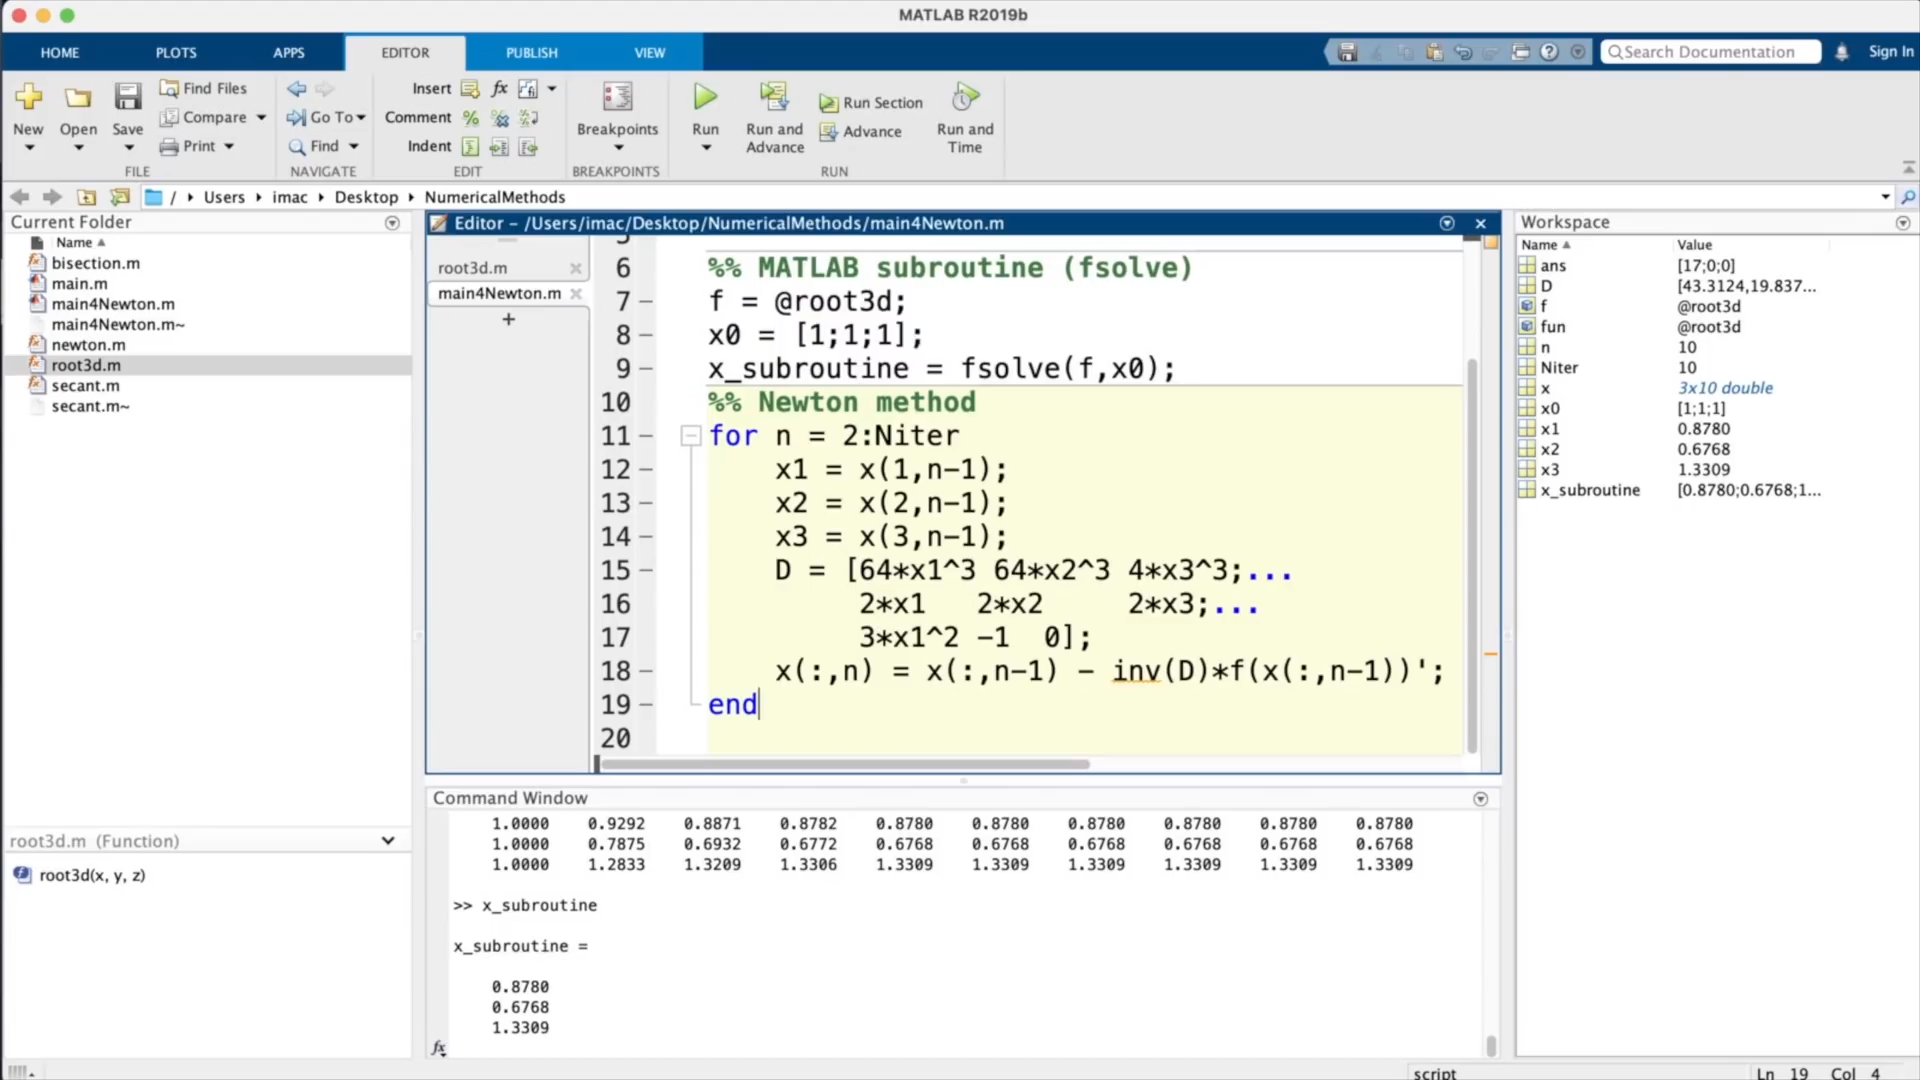 MATLAB R2019b
HOME PLOTS APPS EDITOR PUBLISH VIEW
Search Documentation
Sign In
New
Open
Save
Find Files
Compare
Print
FILE
Go To
Find
NAVIGATE
Insert fx
Comment %
Indent
EDIT
Breakpoints
BREAKPOINTS
Run
Run and Advance
Run Section
Advance
Run and Time
RUN
/ Users imac Desktop NumericalMethods
Current Folder
Name
bisection.m
main.m
main4Newton.m
main4Newton.m~
newton.m
root3d.m
secant.m
secant.m~
root3d.m (Function)
root3d(x, y, z)
Editor – /Users/imac/Desktop/NumericalMethods/main4Newton.m
root3d.m
main4Newton.m
+
5
6 %% MATLAB subroutine (fsolve)
7 – f = @root3d;
8 – x0 = [1;1;1];
9 – x_subroutine = fsolve(f,x0);
10 %% Newton method
11 – for n = 2:Niter
12 – x1 = x(1,n-1);
13 – x2 = x(2,n-1);
14 – x3 = x(3,n-1);
15 – D = [64*x1^3 64*x2^3 4*x3^3;...
16 2*x1 2*x2 2*x3;...
17 3*x1^2 -1 0];
18 – x(:,n) = x(:,n-1) - inv(D)*f(x(:,n-1))';
19 – end
20
Command Window
1.0000 0.9292 0.8871 0.8782 0.8780 0.8780 0.8780 0.8780 0.8780 0.8780
1.0000 0.7875 0.6932 0.6772 0.6768 0.6768 0.6768 0.6768 0.6768 0.6768
1.0000 1.2833 1.3209 1.3306 1.3309 1.3309 1.3309 1.3309 1.3309 1.3309
>> x_subroutine
x_subroutine =
0.8780
0.6768
1.3309
fx
Workspace
Name Value
ans [17;0;0]
D [43.3124,19.837...
f @root3d
fun @root3d
n 10
Niter 10
x 3x10 double
x0 [1;1;1]
x1 0.8780
x2 0.6768
x3 1.3309
x_subroutine [0.8780;0.6768;1...
script
Ln 19 Col 4